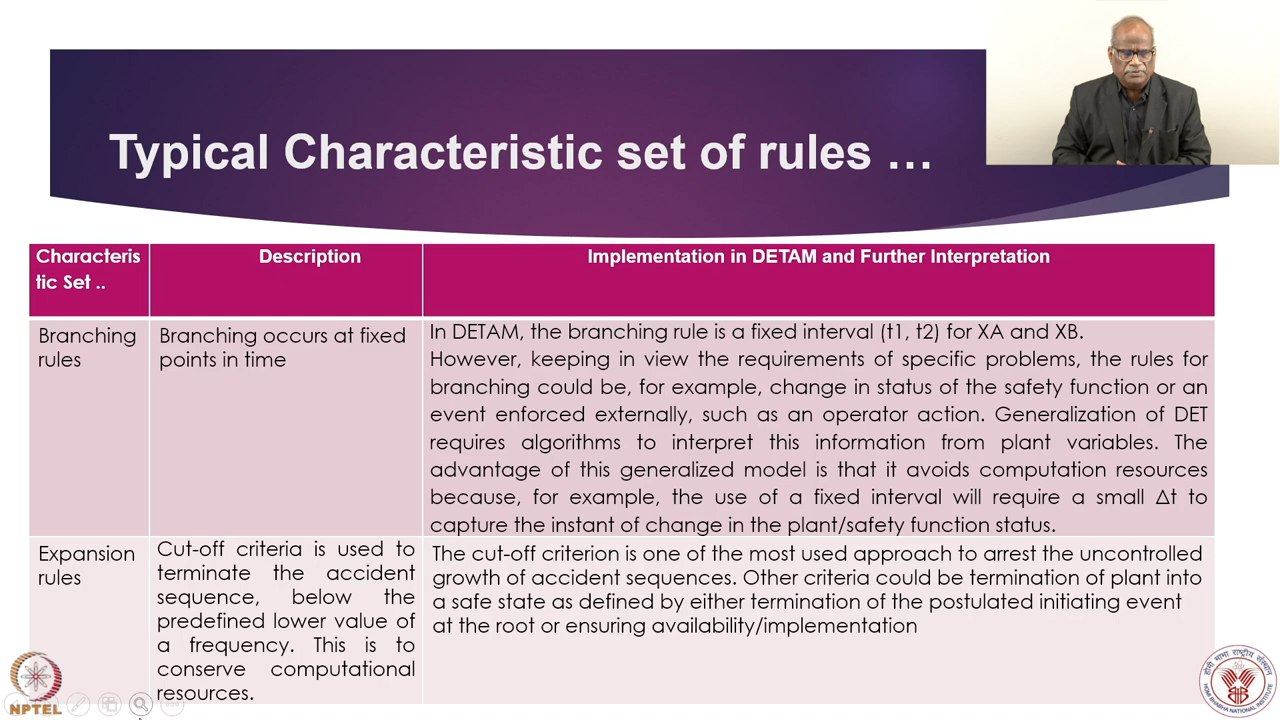 Typical Characteristic set of rules ...
Characteris
tic Set ..
Description
Implementation in DETAM and Further Interpretation
Branching
rules
Branching occurs at fixed
points in time
In DETAM, the branching rule is a fixed interval (t1, t2) for XA and XB.
However, keeping in view the requirements of specific problems, the rules for
branching could be, for example, change in status of the safety function or an
event enforced externally, such as an operator action. Generalization of DET
requires algorithms to interpret this information from plant variables. The
advantage of this generalized model is that it avoids computation resources
because, for example, the use of a fixed interval will require a small Δt to
capture the instant of change in the plant/safety function status.
Expansion
rules
Cut-off criteria is used to
terminate the accident
sequence, below the
predefined lower value of
a frequency. This is to
conserve computational
resources.
The cut-off criterion is one of the most used approach to arrest the uncontrolled
growth of accident sequences. Other criteria could be termination of plant into
a safe state as defined by either termination of the postulated initiating event
at the root or ensuring availability/implementation
NPTEL
होमी भाभा राष्ट्रीय संस्थान
HOMI BHABHA NATIONAL INSTITUTE